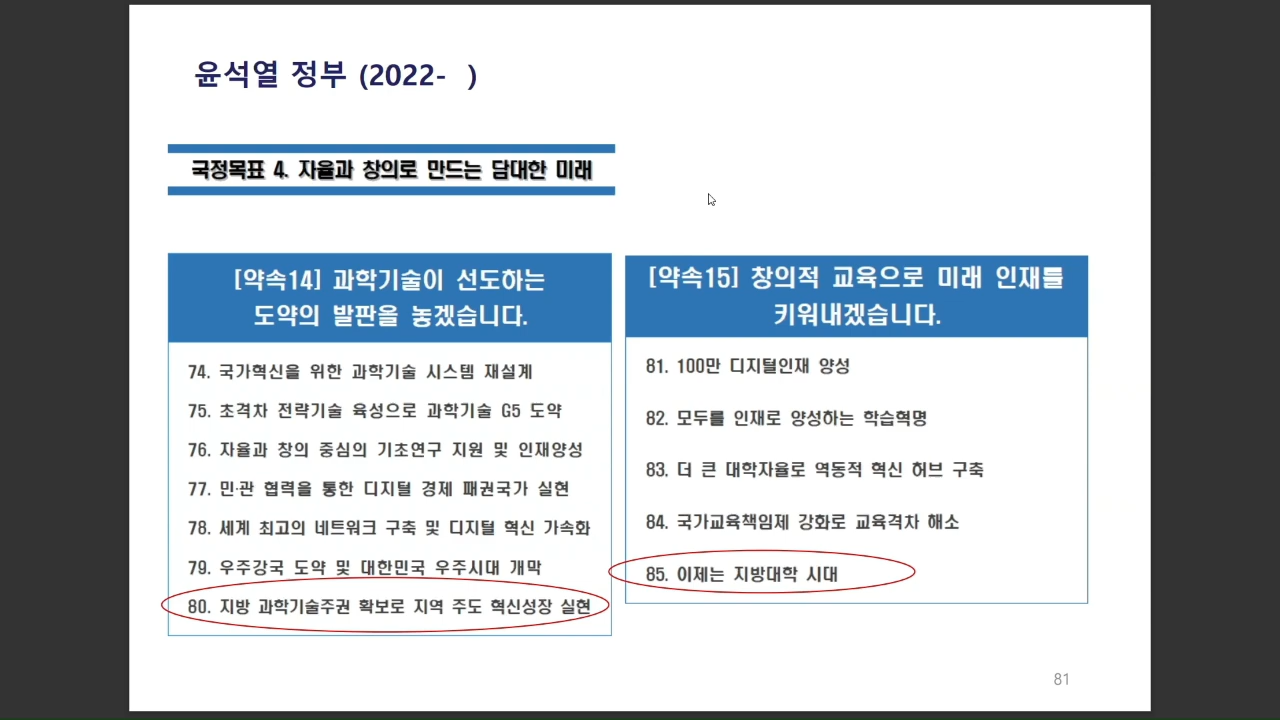 윤석열 정부 (2022- )
국정목표 4. 자율과 창의로 만드는 담대한 미래
[약속14] 과학기술이 선도하는
도약의 발판을 놓겠습니다.
74. 국가혁신을 위한 과학기술 시스템 재설계
75. 초격차 전략기술 육성으로 과학기술 G5 도약
76. 자율과 창의 중심의 기초연구 지원 및 인재양성
77. 민·관 협력을 통한 디지털 경제 패권국가 실현
78. 세계 최고의 네트워크 구축 및 디지털 혁신 가속화
79. 우주강국 도약 및 대한민국 우주시대 개막
80. 지방 과학기술주권 확보로 지역 주도 혁신성장 실현
[약속15] 창의적 교육으로 미래 인재를
키워내겠습니다.
81. 100만 디지털인재 양성
82. 모두를 인재로 양성하는 학습혁명
83. 더 큰 대학자율로 역동적 혁신 허브 구축
84. 국가교육책임제 강화로 교육격차 해소
85. 이제는 지방대학 시대
81